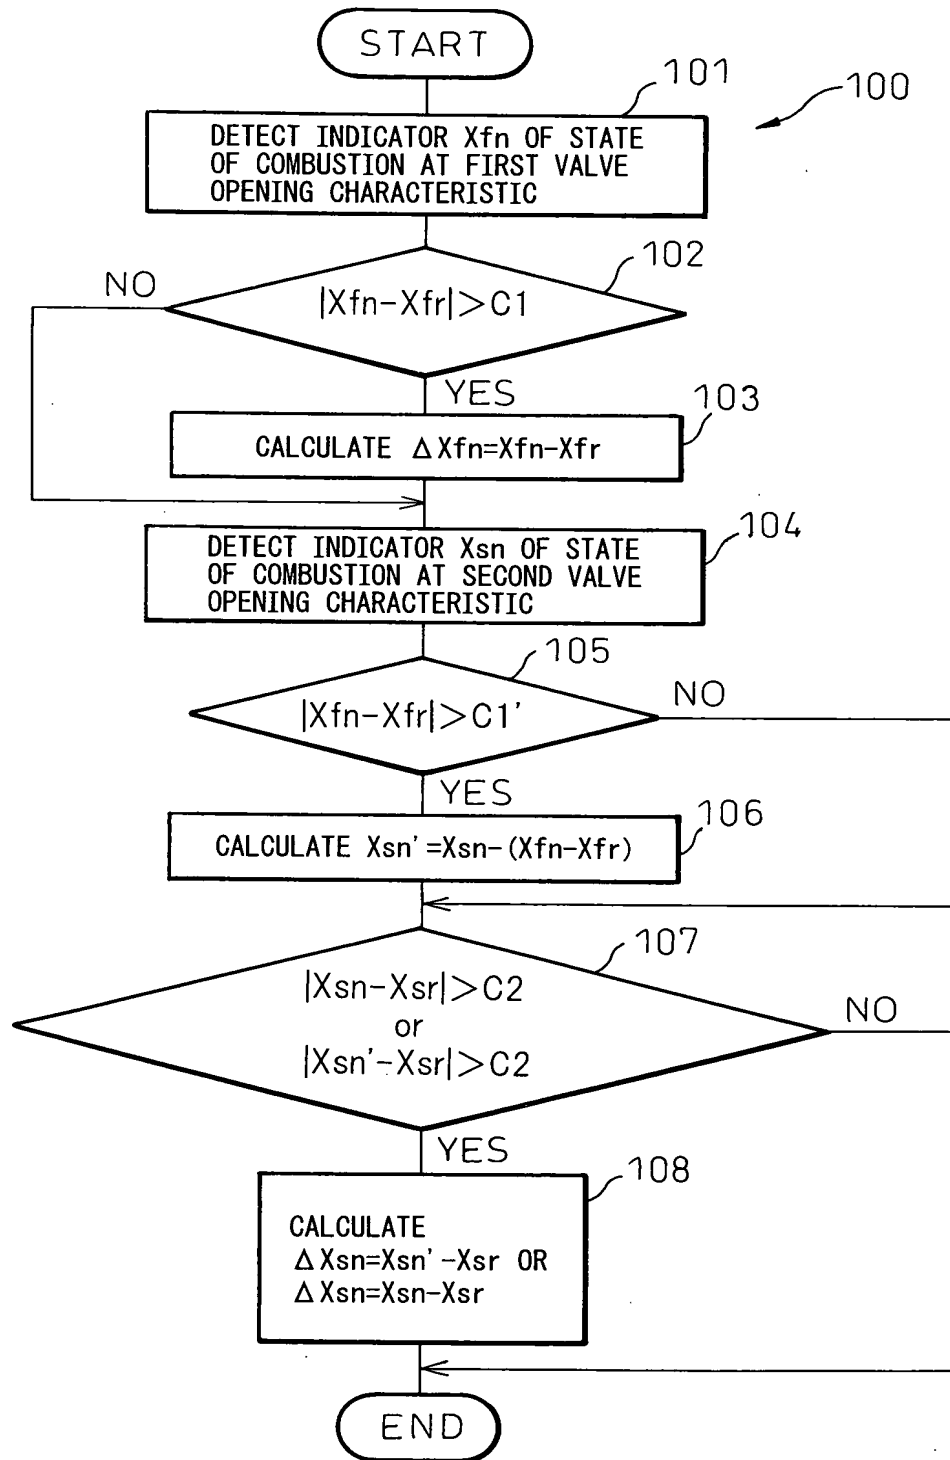 START
101
100
DETECT INDICATOR Xfn OF STATE
OF COMBUSTION AT FIRST VALVE
OPENING CHARACTERISTIC
102
NO
|Xfn-Xfr|>C1
YES
103
CALCULATE ΔXfn=Xfn-Xfr
104
DETECT INDICATOR Xsn OF STATE
OF COMBUSTION AT SECOND VALVE
OPENING CHARACTERISTIC
105
NO
|Xfn-Xfr|>C1'
YES
106
CALCULATE Xsn'=Xsn-(Xfn-Xfr)
107
|Xsn-Xsr|>C2
NO
or
|Xsn'-Xsr|>C2
YES
108
CALCULATE
ΔXsn=Xsn'-Xsr OR
ΔXsn=Xsn-Xsr
END